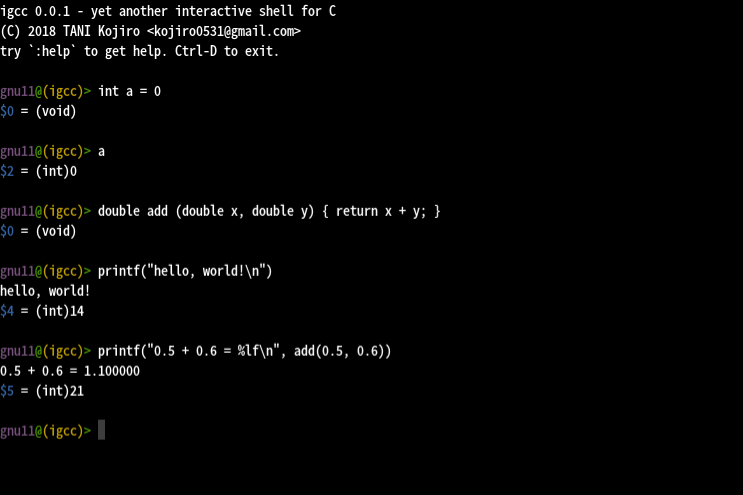 igcc 0.0.1 - yet another interactive shell for C
(C) 2018 TANI Kojiro <kojiro0531@gmail.com>
try `:help` to get help. Ctrl-D to exit.
gnu11@(igcc)> int a = 0
$0 = (void)
gnu11@(igcc)> a
$2 = (int)0
gnu11@(igcc)> double add (double x, double y) { return x + y; }
$0 = (void)
gnu11@(igcc)> printf("hello, world!\n")
hello, world!
$4 = (int)14
gnu11@(igcc)> printf("0.5 + 0.6 = %lf\n", add(0.5, 0.6))
0.5 + 0.6 = 1.100000
$5 = (int)21
gnu11@(igcc)>